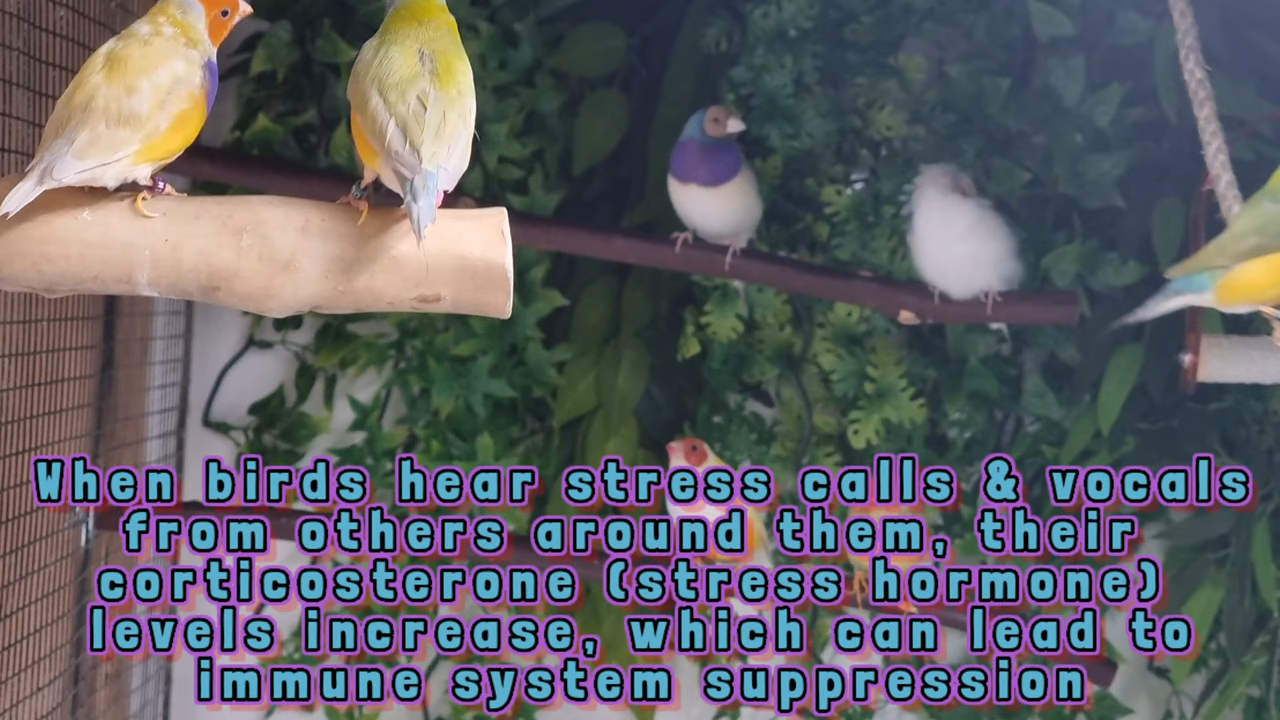 When birds hear stress calls & vocals
from others around them, their
corticosterone (stress hormone)
levels increase, which can lead to
immune system suppression